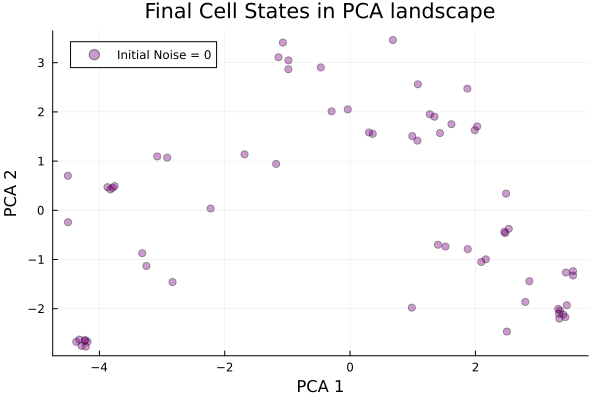 Final Cell States in PCA landscape
Initial Noise = 0
PCA 2
3
2
1
0
−1
−2
−4
−2
0
2
PCA 1